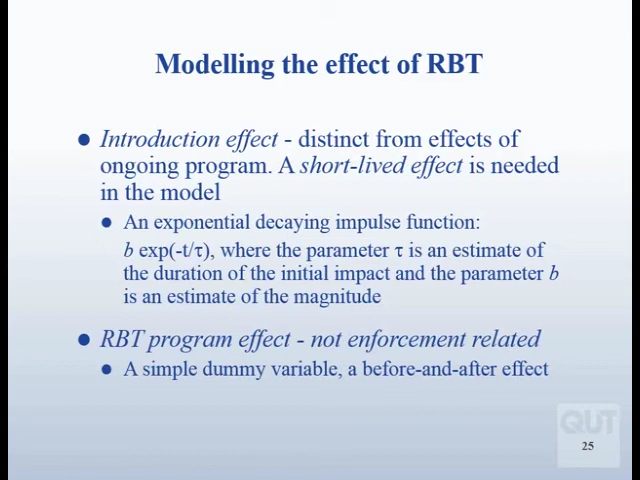 Modelling the effect of RBT
● Introduction effect - distinct from effects of
ongoing program. A short-lived effect is needed
in the model
● An exponential decaying impulse function:
b exp(-t/τ), where the parameter τ is an estimate of
the duration of the initial impact and the parameter b
is an estimate of the magnitude
● RBT program effect - not enforcement related
● A simple dummy variable, a before-and-after effect
QUT
25